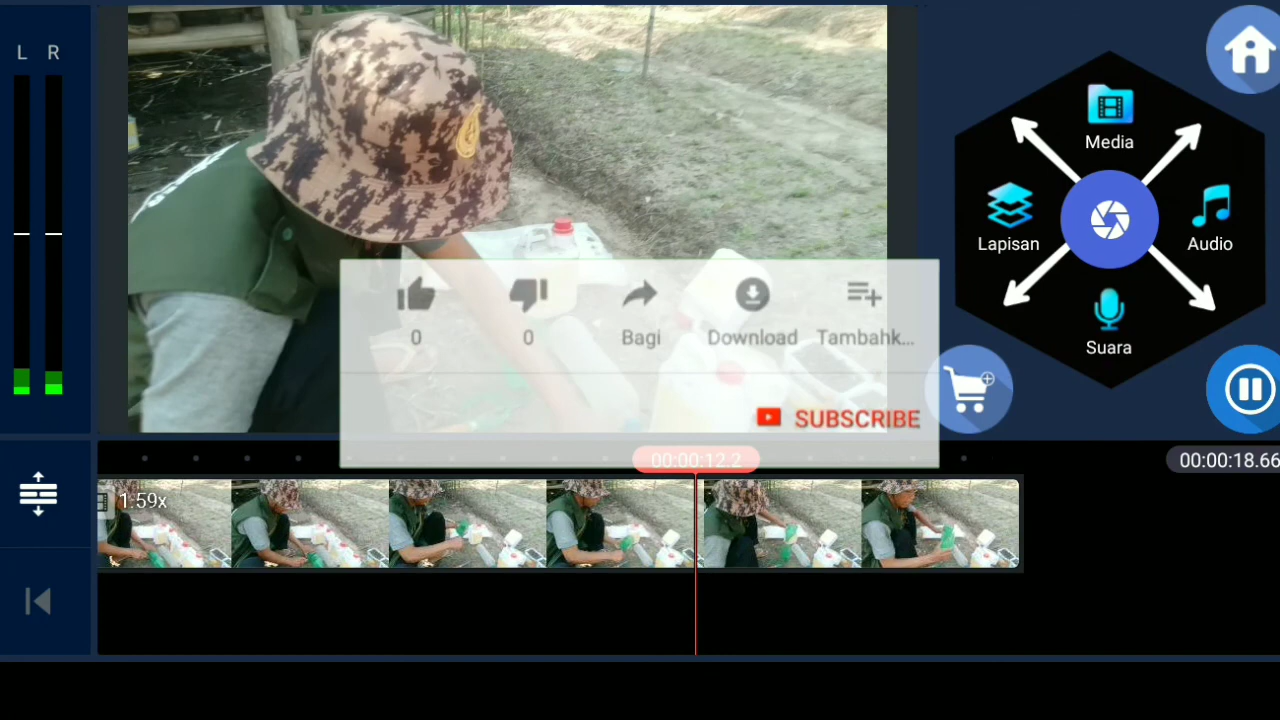 L R
Media
Lapisan
Audio
Suara
0
0
Bagi
Download
Tambahk...
SUBSCRIBE
00:00:12.2
00:00:18.66
1.59x